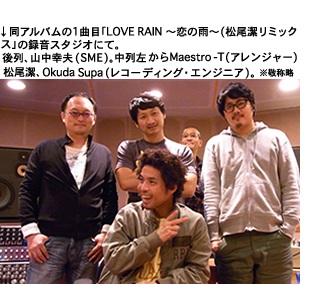 ↓同アルバムの1曲目「LOVE RAIN ～恋の雨～(松尾潔リミック
ス」の録音スタジオにて。
後列、山中幸夫(SME)。中列左からMaestro-T(アレンジャー)
松尾潔、Okuda Supa(レコーディング・エンジニア)。※敬称略